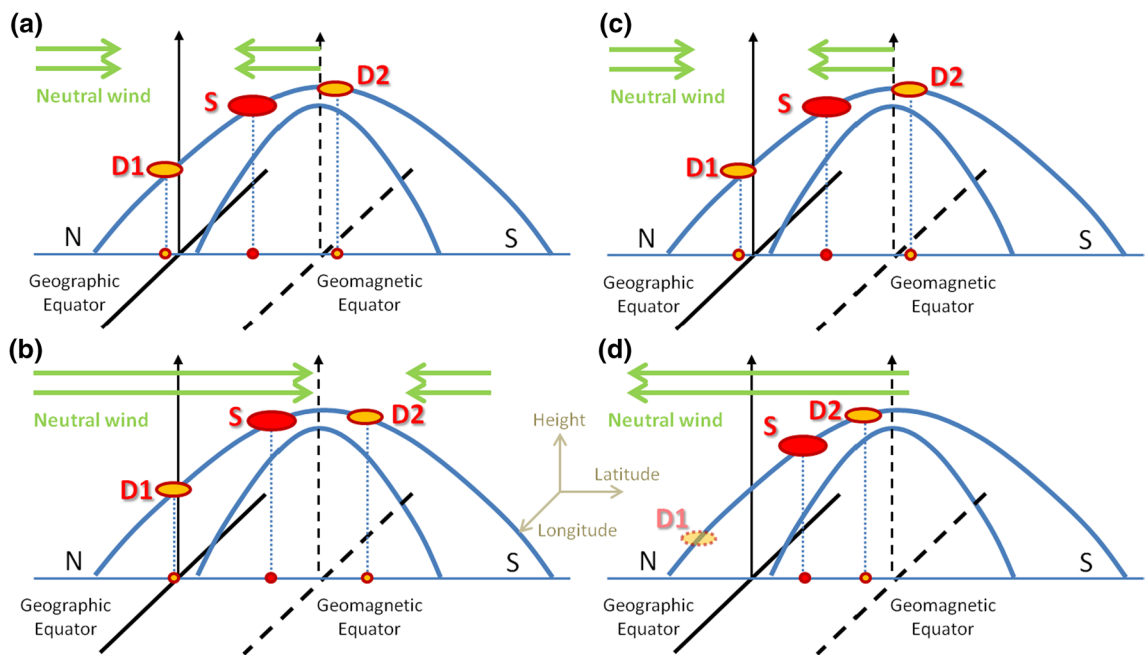 (a)
Neutral wind
S
D2
D1
N
S
Geographic
Equator
Geomagnetic
Equator
(c)
Neutral wind
S
D2
D1
N
S
Geographic
Equator
Geomagnetic
Equator
(b)
Neutral wind
S
D2
D1
N
S
Geographic
Equator
Geomagnetic
Equator
Height
Latitude
Longitude
(d)
Neutral wind
S
D2
D1
N
S
Geographic
Equator
Geomagnetic
Equator